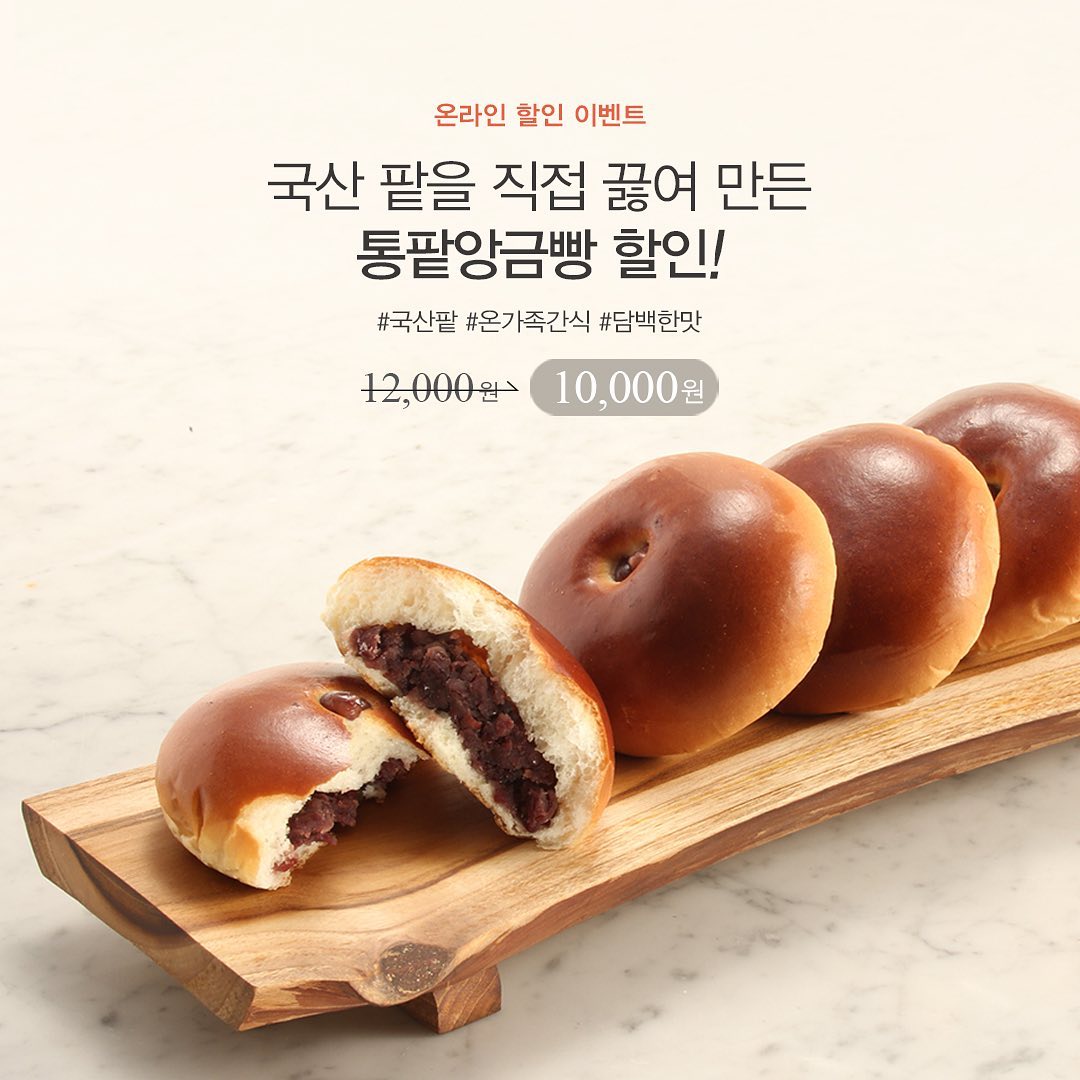 온라인 할인 이벤트
국산 팥을 직접 끓여 만든
통팥앙금빵 할인!
#국산팥 #온가족간식 #담백한맛
12,000원 10,000원